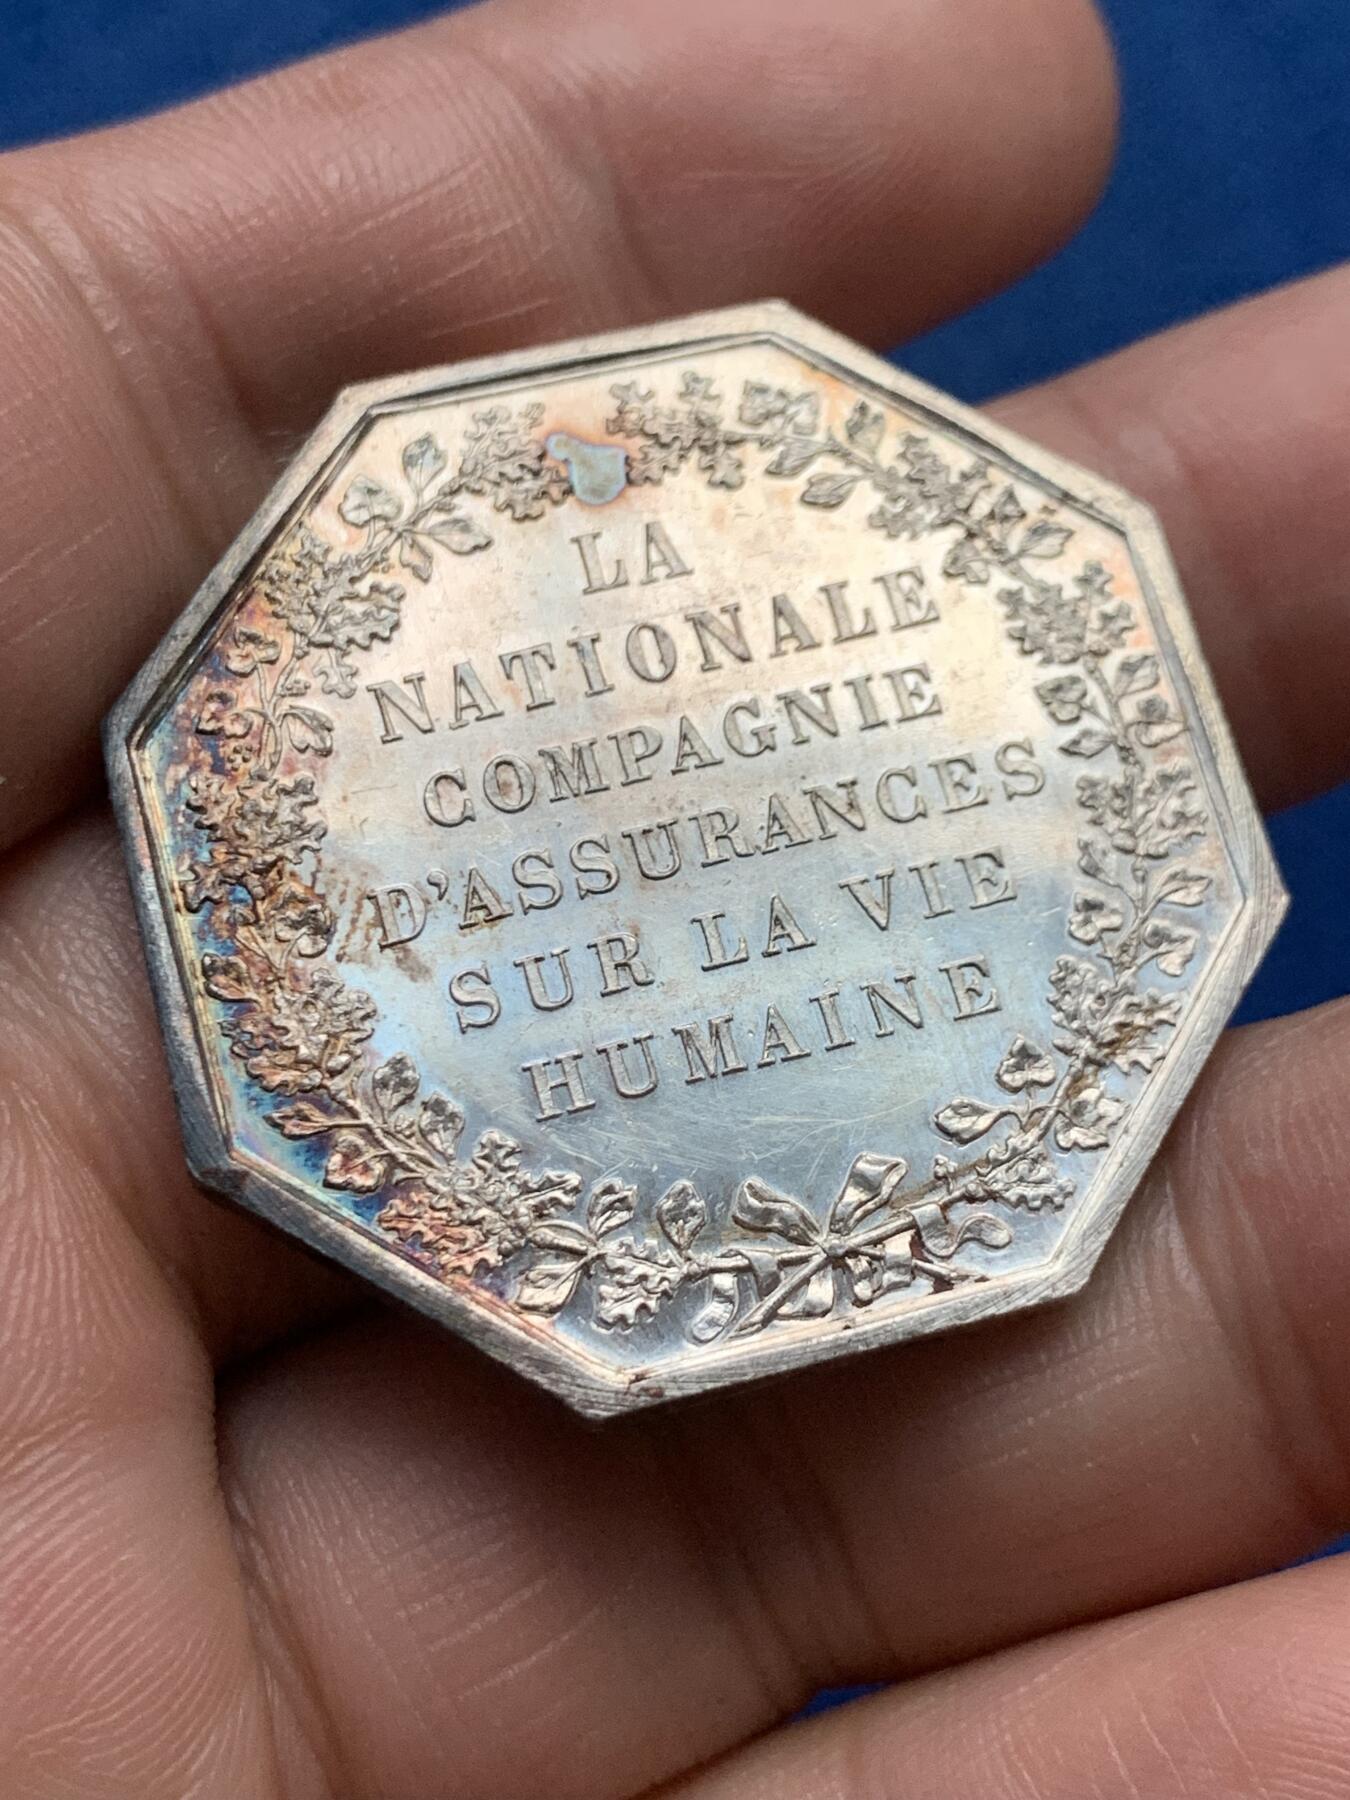 LA
NATIONALE
COMPAGNIE
D'ASSURANCES
SUR LA VIE
HUMAINE